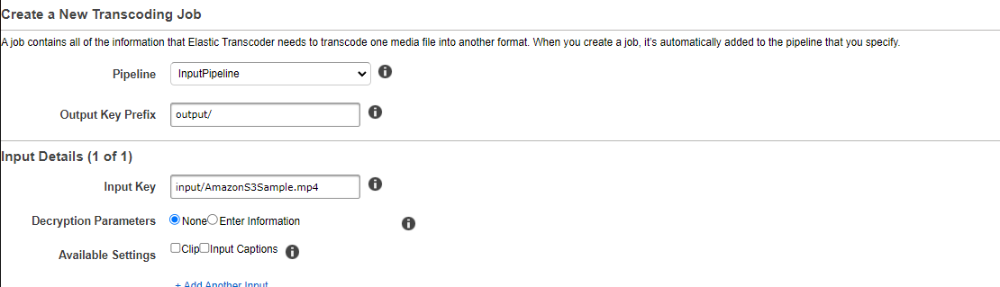 Create a New Transcoding Job
A job contains all of the information that Elastic Transcoder needs to transcode one media file into another format. When you create a job, it's automatically added to the pipeline that you specify.
Pipeline InputPipeline
Output Key Prefix output/
Input Details (1 of 1)
Input Key input/AmazonS3Sample.mp4
Decryption Parameters None Enter Information
Available Settings Clip Input Captions
+ Add Another Input